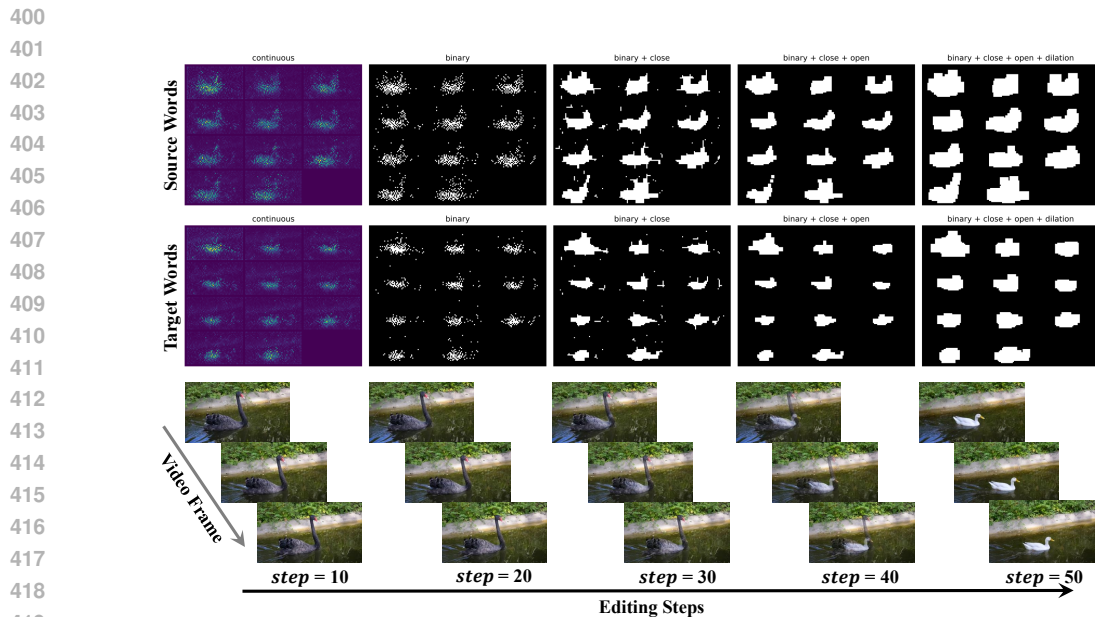 400
401
402
403
404
405
406
407
408
409
410
411
412
413
414
415
416
417
418
continuous binary binary + close binary + close + open binary + close + open + dilation
Source Words
continuous binary binary + close binary + close + open binary + close + open + dilation
Target Words
Video Frame
step = 10 step = 20 step = 30 step = 40 step = 50
Editing Steps